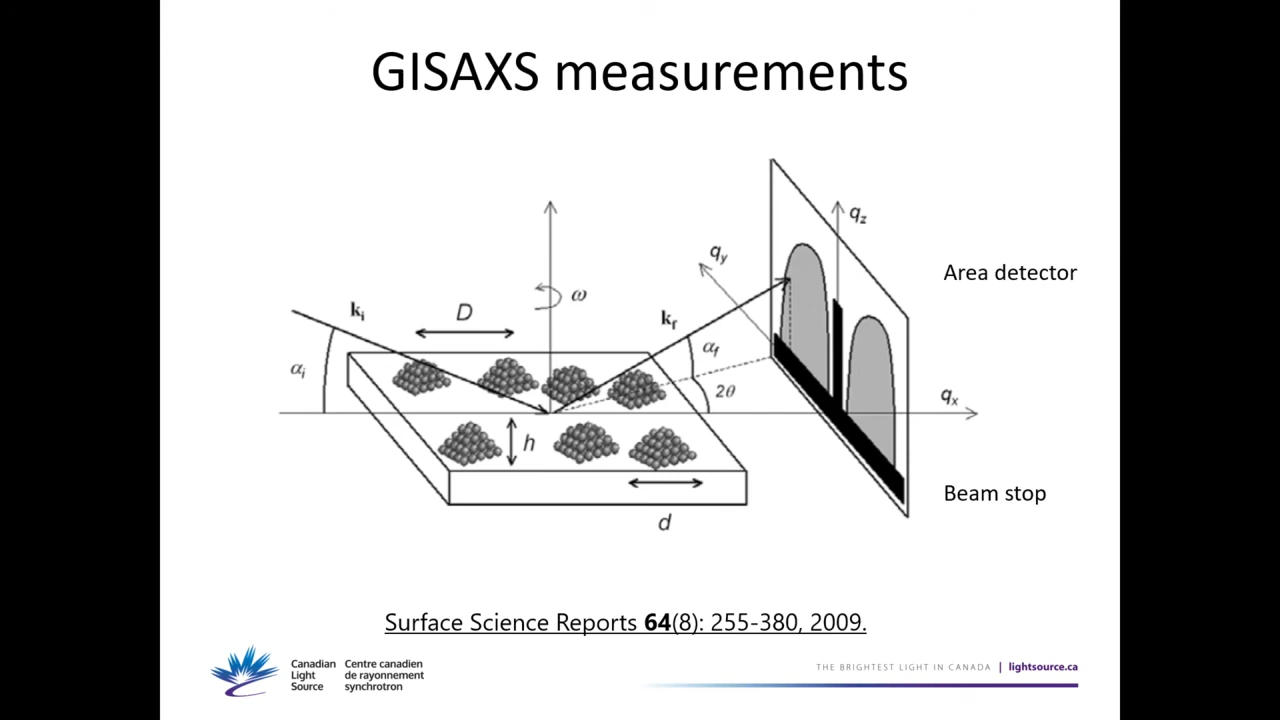 GISAXS measurements
q_z
q_y
Area detector
ω
k_i
D
k_f
α_f
α_i
2θ
q_x
h
Beam stop
d
Surface Science Reports 64(8): 255-380, 2009.
Canadian Light Source
Centre canadien de rayonnement synchrotron
THE BRIGHTEST LIGHT IN CANADA | lightsource.ca